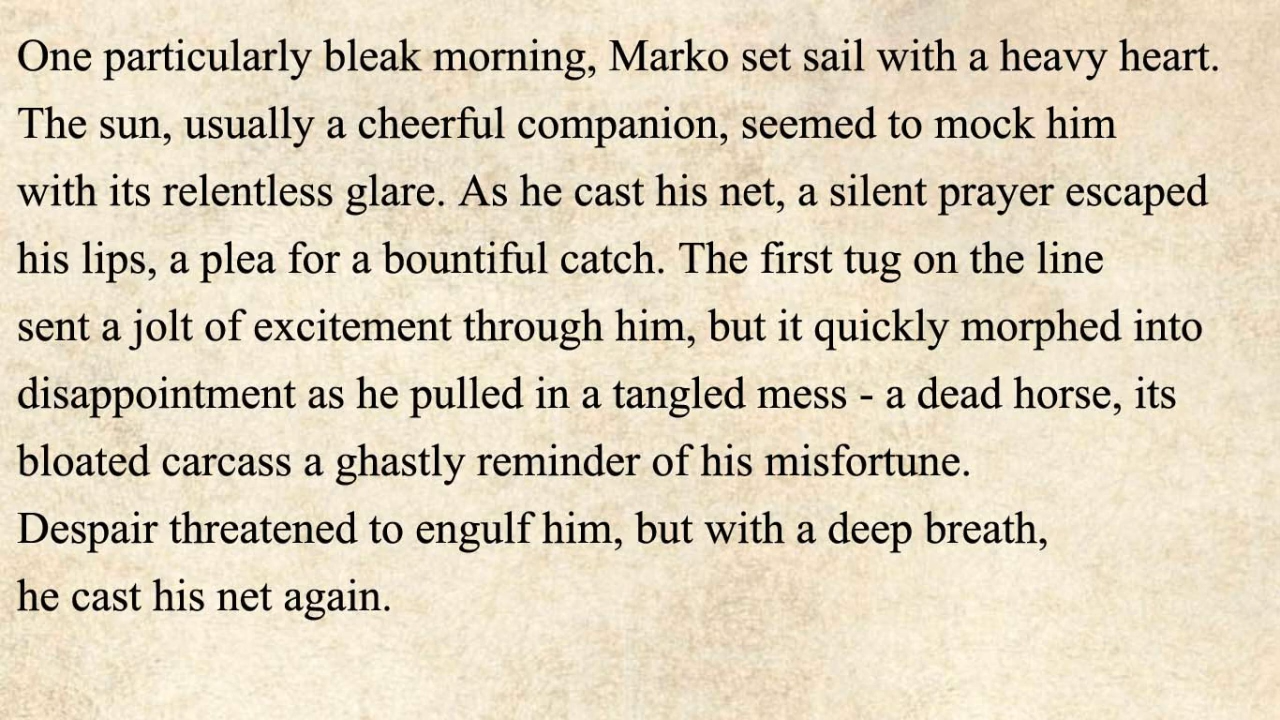 One particularly bleak morning, Marko set sail with a heavy heart.
The sun, usually a cheerful companion, seemed to mock him
with its relentless glare. As he cast his net, a silent prayer escaped
his lips, a plea for a bountiful catch. The first tug on the line
sent a jolt of excitement through him, but it quickly morphed into
disappointment as he pulled in a tangled mess - a dead horse, its
bloated carcass a ghastly reminder of his misfortune.
Despair threatened to engulf him, but with a deep breath,
he cast his net again.